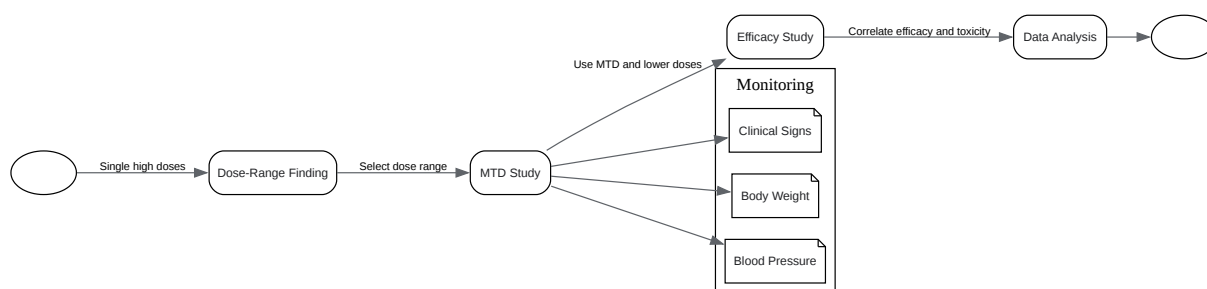 Single high doses
Dose-Range Finding
Select dose range
MTD Study
Use MTD and lower doses
Efficacy Study
Correlate efficacy and toxicity
Data Analysis
Monitoring
Clinical Signs
Body Weight
Blood Pressure